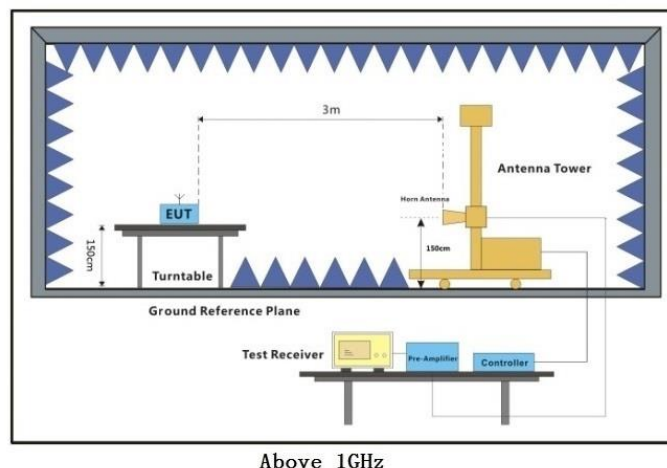 3m
Antenna Tower
Horn Antenna
EUT
150cm
150cm
Turntable
Ground Reference Plane
Test Receiver
Pre-Amplifier
Controller
Above 1GHz